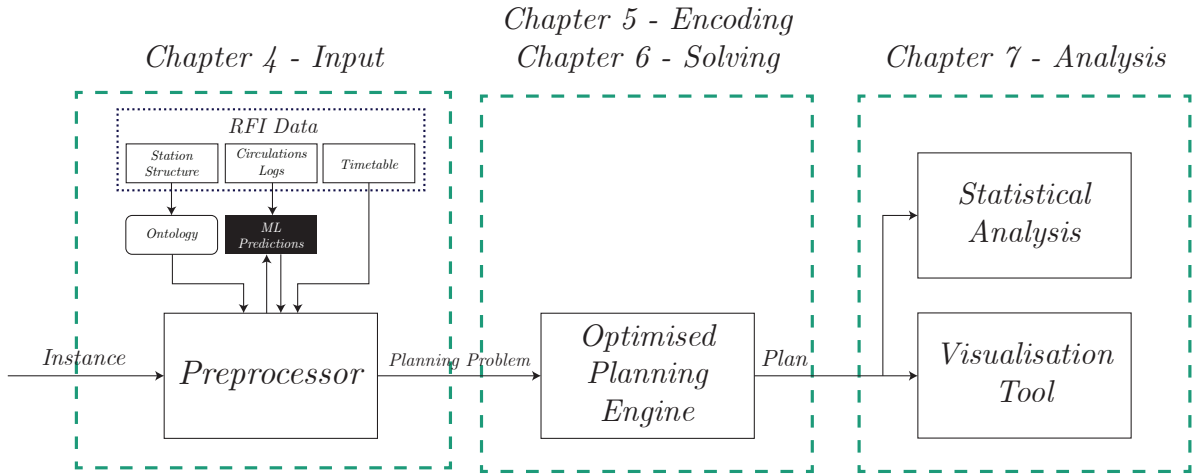 Chapter 4 - Input
Chapter 5 - Encoding
Chapter 6 - Solving
Chapter 7 - Analysis
RFI Data
Station
Structure
Circulations
Logs
Timetable
Ontology
ML
Predictions
Instance
Preprocessor
Planning Problem
Optimised
Planning
Engine
Plan
Statistical
Analysis
Visualisation
Tool